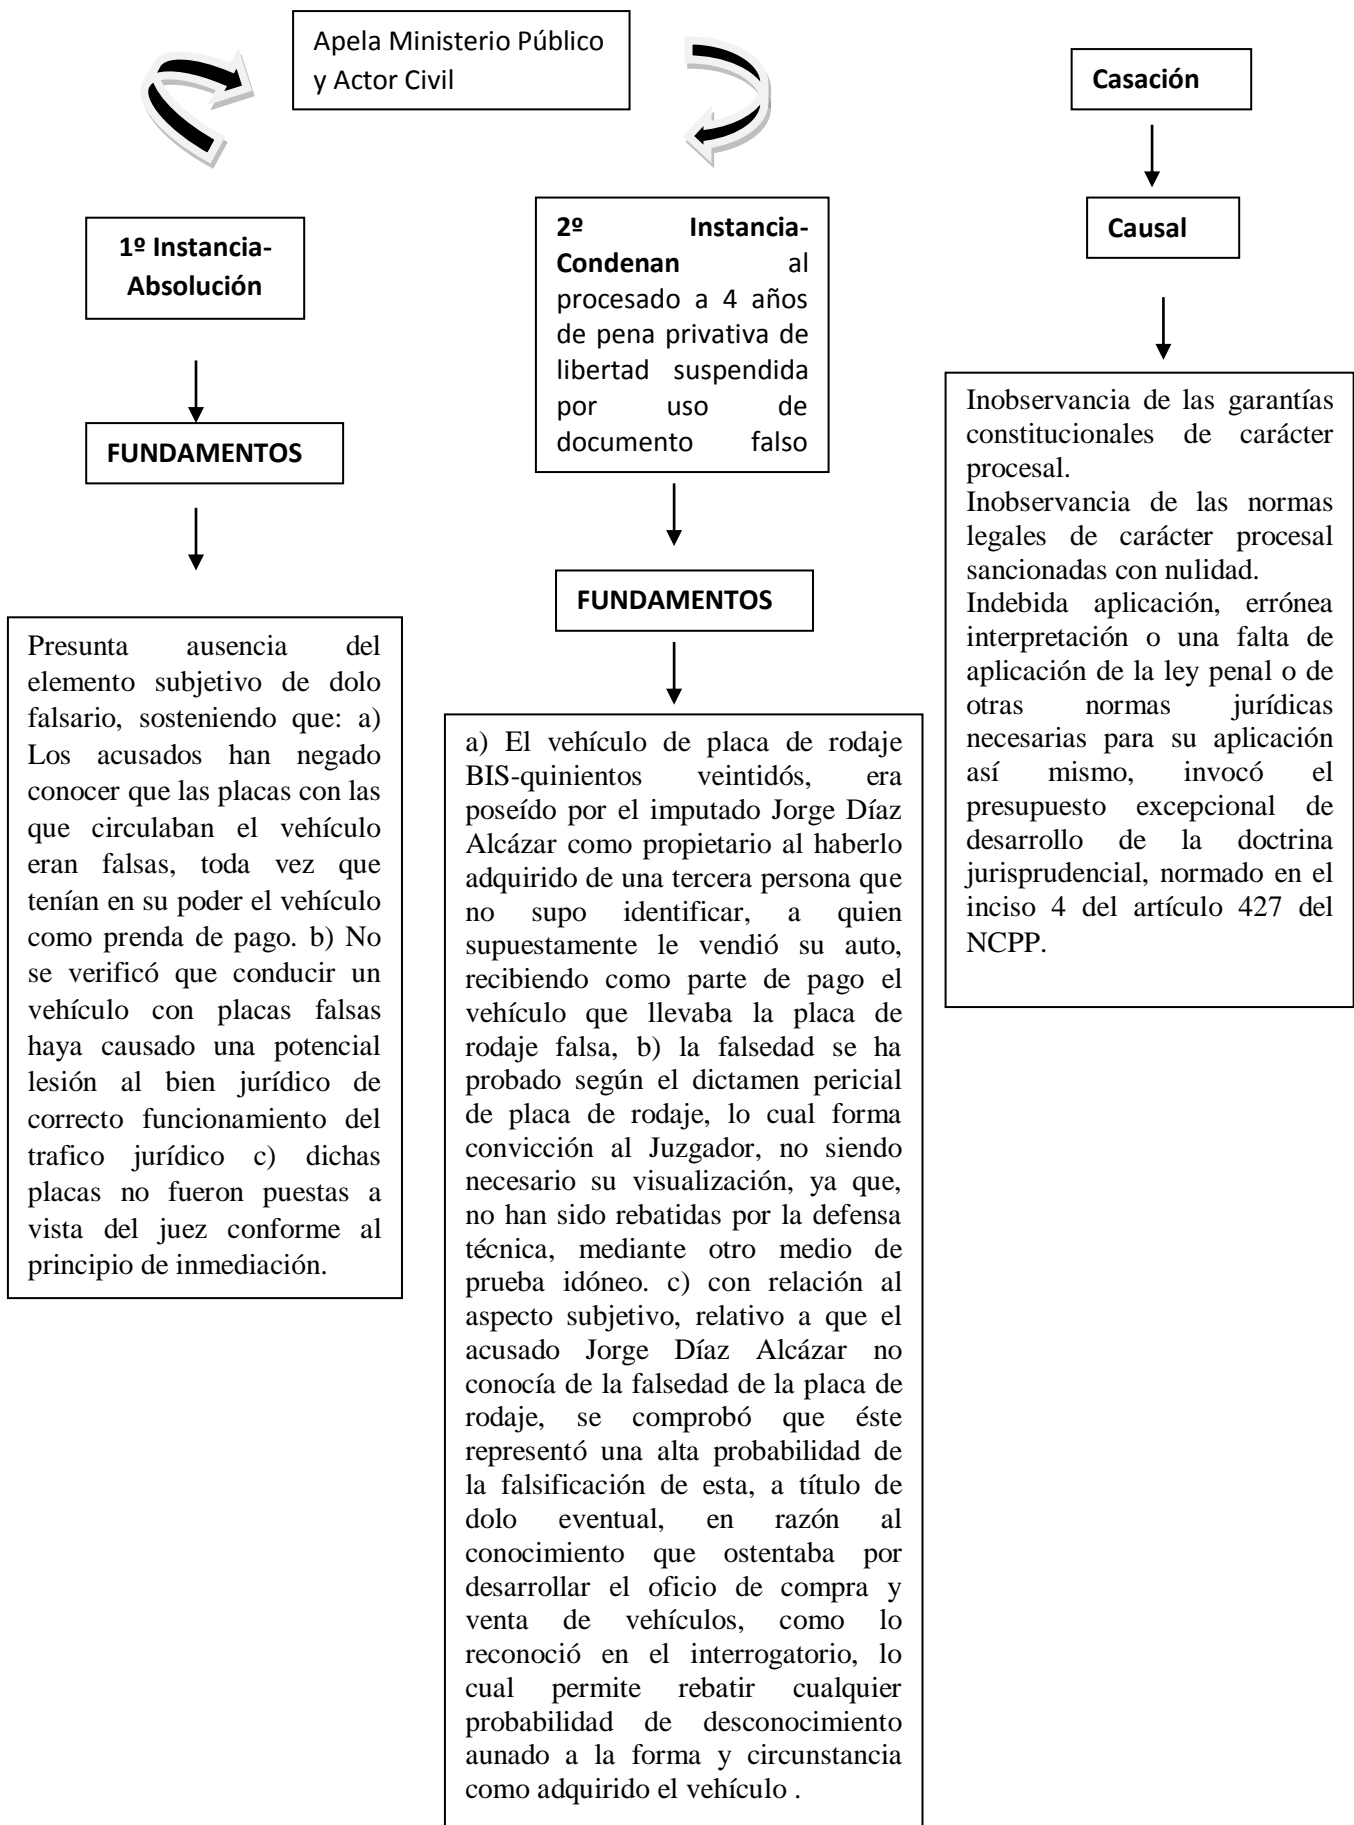 Apela Ministerio Público
y Actor Civil
1º Instancia-
Absolución
FUNDAMENTOS
Presunta ausencia del
elemento subjetivo de dolo
falsario, sosteniendo que: a)
Los acusados han negado
conocer que las placas con las
que circulaban el vehículo
eran falsas, toda vez que
tenían en su poder el vehículo
como prenda de pago. b) No
se verificó que conducir un
vehículo con placas falsas
haya causado una potencial
lesión al bien jurídico de
correcto funcionamiento del
trafico jurídico c) dichas
placas no fueron puestas a
vista del juez conforme al
principio de inmediación.
2º Instancia-
Condenan al
procesado a 4 años
de pena privativa de
libertad suspendida
por uso de
documento falso
FUNDAMENTOS
a) El vehículo de placa de rodaje
BIS-quinientos veintidós, era
poseído por el imputado Jorge Díaz
Alcázar como propietario al haberlo
adquirido de una tercera persona que
no supo identificar, a quien
supuestamente le vendió su auto,
recibiendo como parte de pago el
vehículo que llevaba la placa de
rodaje falsa, b) la falsedad se ha
probado según el dictamen pericial
de placa de rodaje, lo cual forma
convicción al Juzgador, no siendo
necesario su visualización, ya que,
no han sido rebatidas por la defensa
técnica, mediante otro medio de
prueba idóneo. c) con relación al
aspecto subjetivo, relativo a que el
acusado Jorge Díaz Alcázar no
conocía de la falsedad de la placa de
rodaje, se comprobó que éste
representó una alta probabilidad de
la falsificación de esta, a título de
dolo eventual, en razón al
conocimiento que ostentaba por
desarrollar el oficio de compra y
venta de vehículos, como lo
reconoció en el interrogatorio, lo
cual permite rebatir cualquier
probabilidad de desconocimiento
aunado a la forma y circunstancia
como adquirido el vehículo .
Casación
Causal
Inobservancia de las garantías
constitucionales de carácter
procesal.
Inobservancia de las normas
legales de carácter procesal
sancionadas con nulidad.
Indebida aplicación, errónea
interpretación o una falta de
aplicación de la ley penal o de
otras normas jurídicas
necesarias para su aplicación
así mismo, invocó el
presupuesto excepcional de
desarrollo de la doctrina
jurisprudencial, normado en el
inciso 4 del artículo 427 del
NCPP.